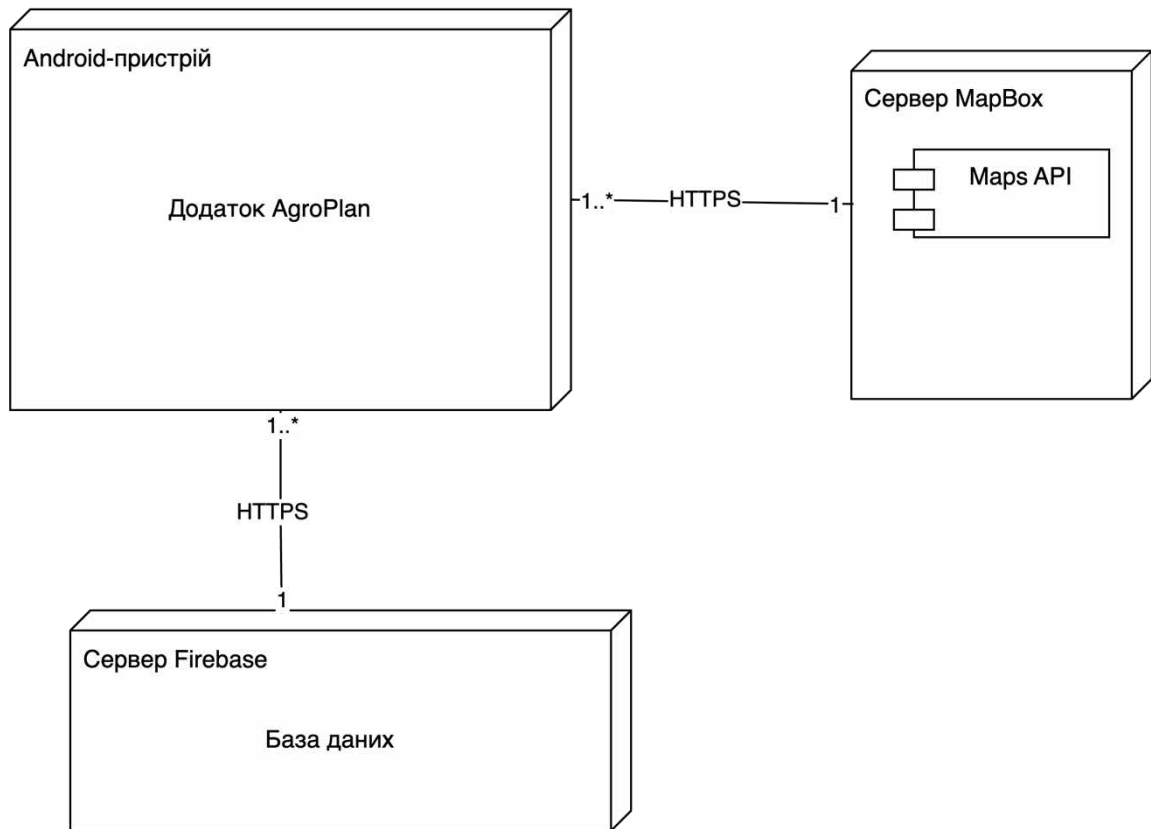 Android-пристрій
Додаток AgroPlan
Сервер MapBox
Maps API
1..*
HTTPS
1
1..*
HTTPS
1
Сервер Firebase
База даних